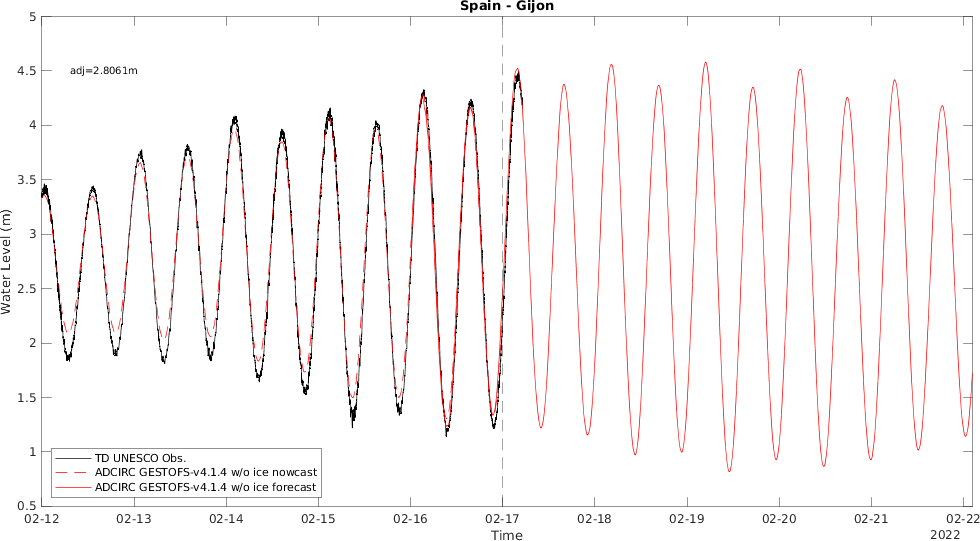 Spain - Gijon
5
4.5
4
3.5
3
2.5
2
1.5
1
0.5
Water Level (m)
adj=2.8061m
TD UNESCO Obs.
ADCIRC GESTOFS-v4.1.4 w/o ice nowcast
ADCIRC GESTOFS-v4.1.4 w/o ice forecast
02-12 02-13 02-14 02-15 02-16 02-17 02-18 02-19 02-20 02-21 02-22
Time
2022